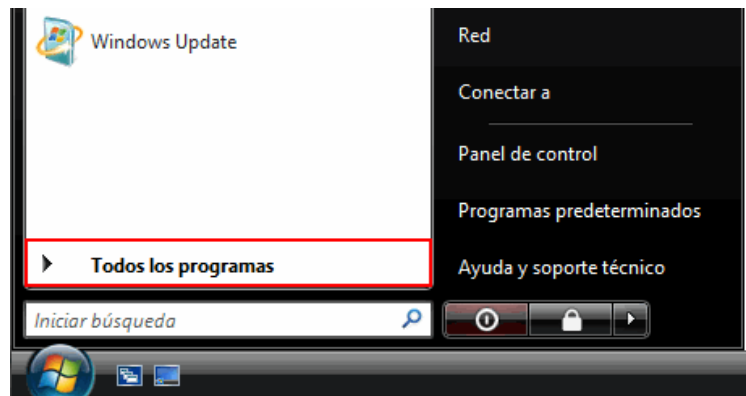 Windows Update
Todos los programas
Iniciar búsqueda
Red
Conectar a
Panel de control
Programas predeterminados
Ayuda y soporte técnico